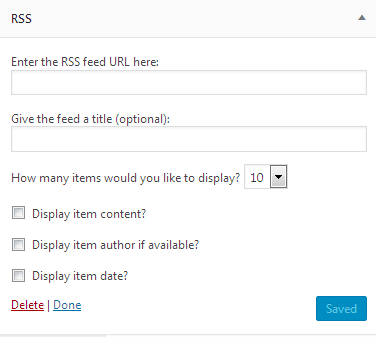 RSS
Enter the RSS feed URL here:
Give the feed a title (optional):
How many items would you like to display? 10
Display item content?
Display item author if available?
Display item date?
Delete | Done Saved